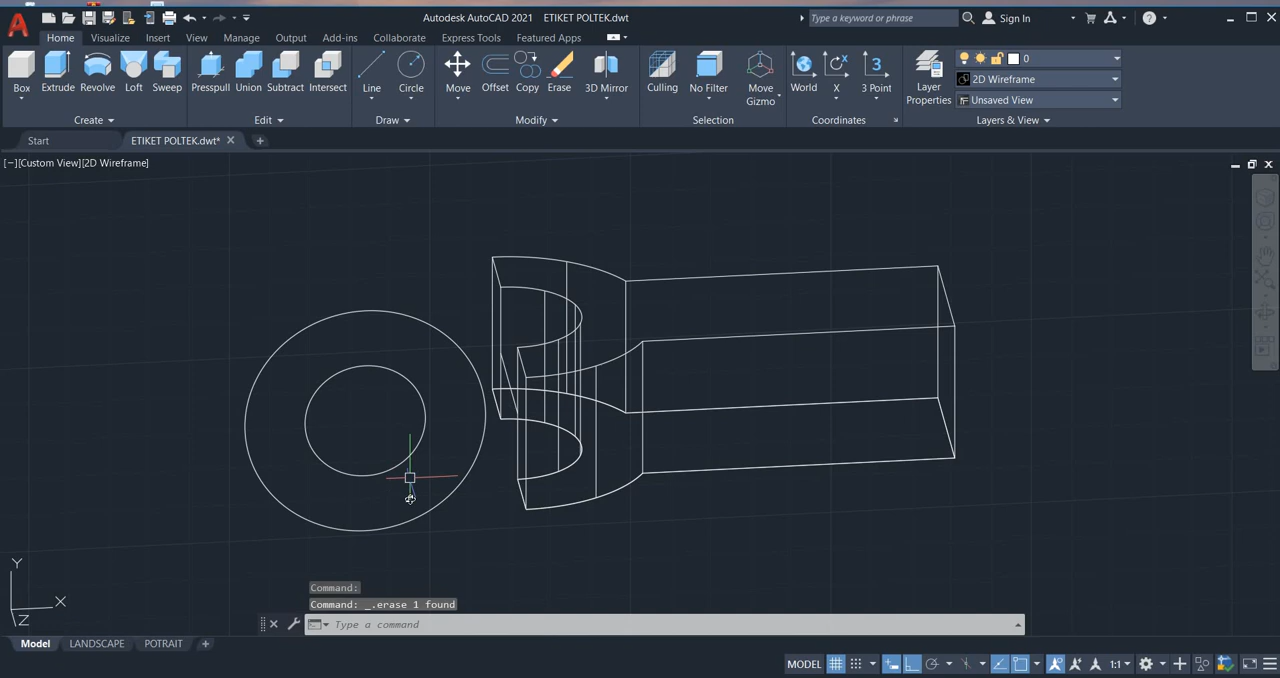 Autodesk AutoCAD 2021 ETIKET POLTEK.dwt
Type a keyword or phrase
Sign In
Home Visualize Insert View Manage Output Add-ins Collaborate Express Tools Featured Apps
Box Extrude Revolve Loft Sweep Presspull Union Subtract Intersect Line Circle Move Offset Copy Erase 3D Mirror Culling No Filter Move Gizmo World X 3 Point Layer Properties
0
2D Wireframe
Unsaved View
Create Edit Draw Modify Selection Coordinates Layers & View
Start ETIKET POLTEK.dwt*
[−][Custom View][2D Wireframe]
Y
X
Z
Command:
Command: _.erase 1 found
Type a command
Model LANDSCAPE POTRAIT
MODEL 1:1